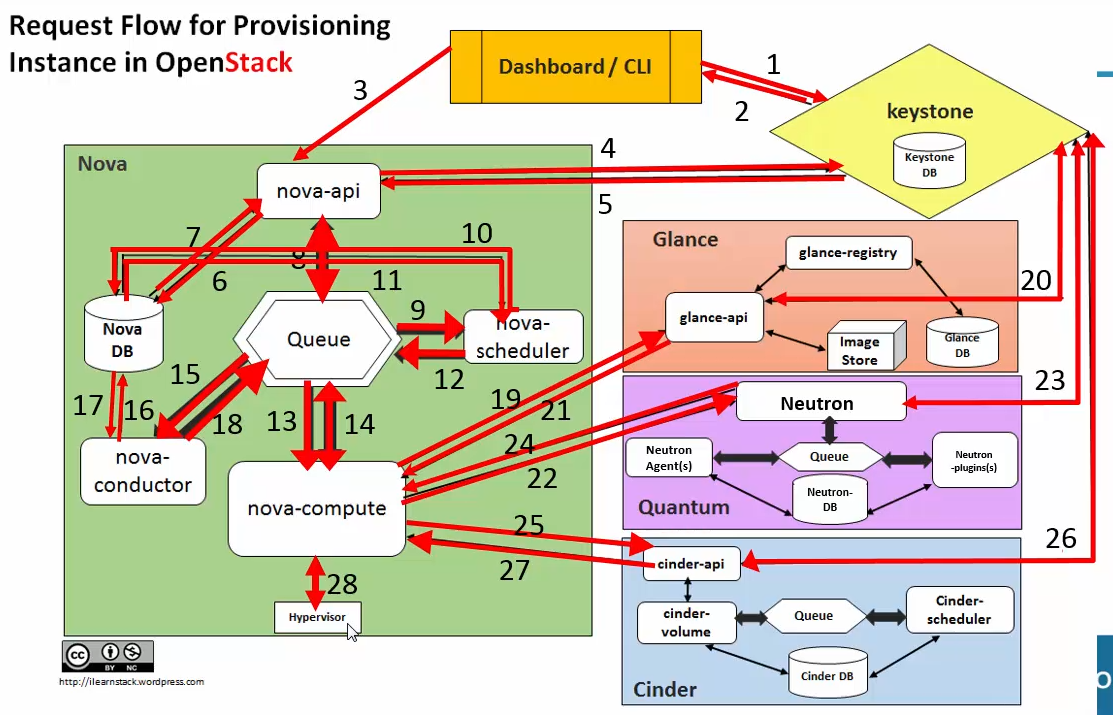 Request Flow for Provisioning
Instance in OpenStack
Dashboard / CLI
1
2
3
keystone
Keystone
DB
4
5
Nova
nova-api
7
6
8
10
11
9
12
Nova
DB
Queue
nova-
scheduler
15
17
16
18
13
14
nova-
conductor
nova-compute
19
21
24
22
25
27
28
Hypervisor
Glance
glance-registry
20
glance-api
Image
Store
Glance
DB
23
Neutron
Neutron
Agent(s)
Queue
Neutron
-plugins(s)
Neutron-
DB
Quantum
26
cinder-api
cinder-
volume
Queue
Cinder-
scheduler
Cinder DB
Cinder
cc
BY NC
http://ilearnstack.wordpress.com